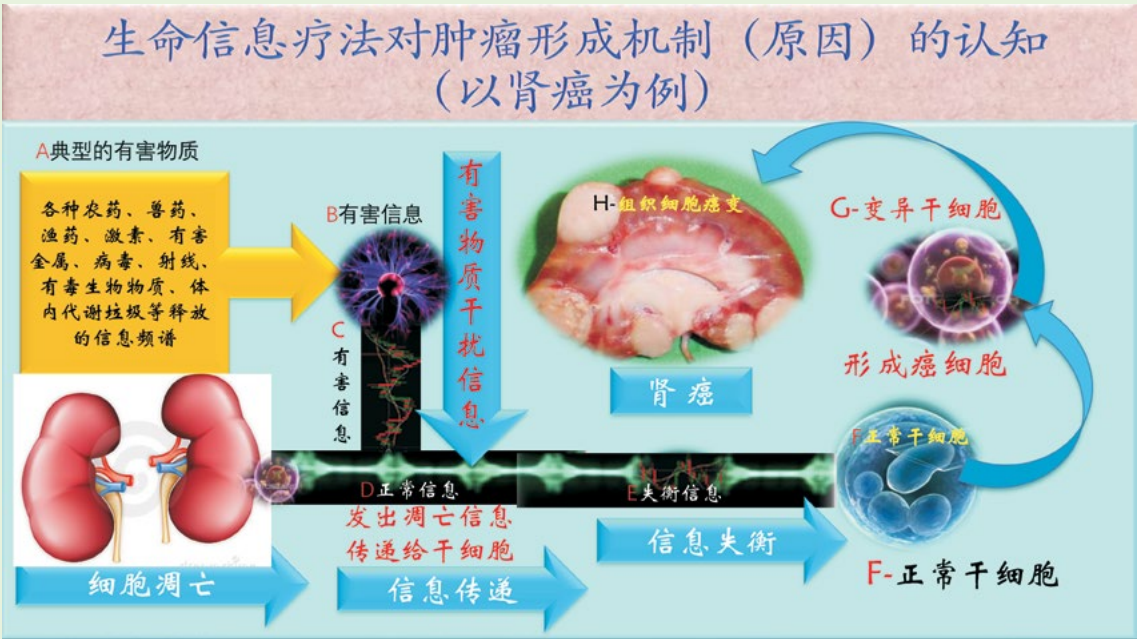 生命信息疗法对肿瘤形成机制（原因）的认知
（以肾癌为例）
A典型的有害物质
各种农药、兽药、
渔药、激素、有害
金属、病毒、射线、
有毒生物物质、体
内代谢垃圾等释放
的信息频谱
B有害信息
C
有
害
信
息
有
害
物
质
干
扰
信
息
H-组织细胞癌变
肾癌
G-变异干细胞
形成癌细胞
F正常干细胞
D正常信息
E失衡信息
发出凋亡信息
传递给干细胞
细胞凋亡
信息传递
信息失衡
F-正常干细胞